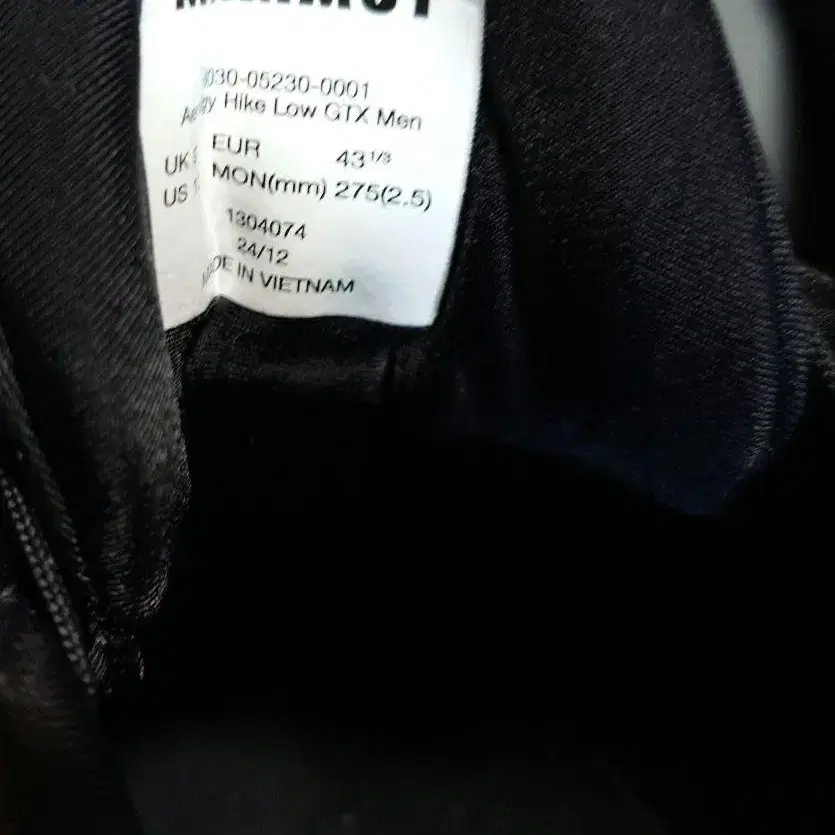 MAMMUT
030-05230-0001
Hike Low GTX Men
EUR 43 1/3
UK
MON(mm) 275(2.5)
US
1304074
24/12
MADE IN VIETNAM